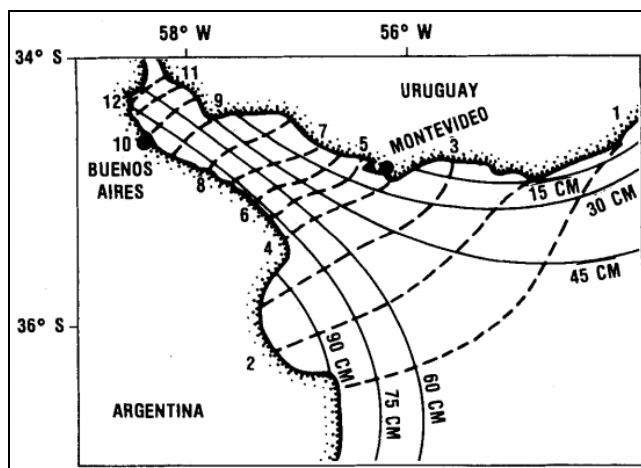 58° W
56° W
34° S
11
URUGUAY
12
9
1
7
5
MONTEVIDEO
3
10
BUENOS
AIRES
8
15 CM
30 CM
6
4
45 CM
36° S
2
90 CM
75 CM
60 CM
ARGENTINA